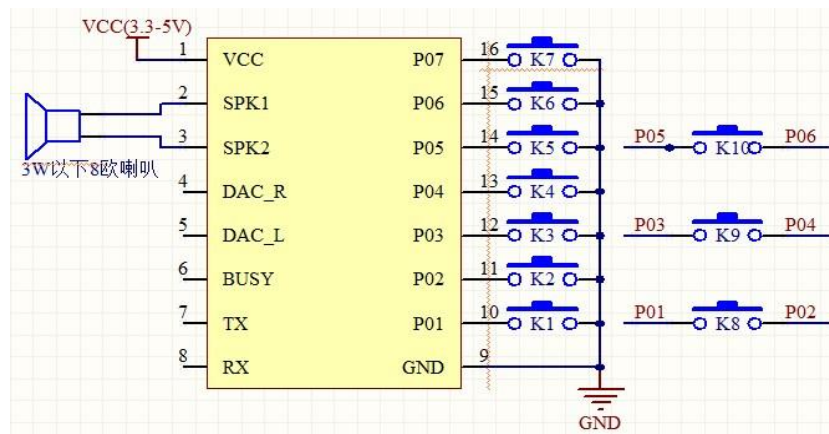 VCC(3.3-5V)
1 VCC P07 16 K7
2 SPK1 P06 15 K6
3 SPK2 P05 14 K5 P05 K10 P06
3W以下8欧喇叭
4 DAC_R P04 13 K4
5 DAC_L P03 12 K3 P03 K9 P04
6 BUSY P02 11 K2
7 TX P01 10 K1 P01 K8 P02
8 RX GND 9
GND